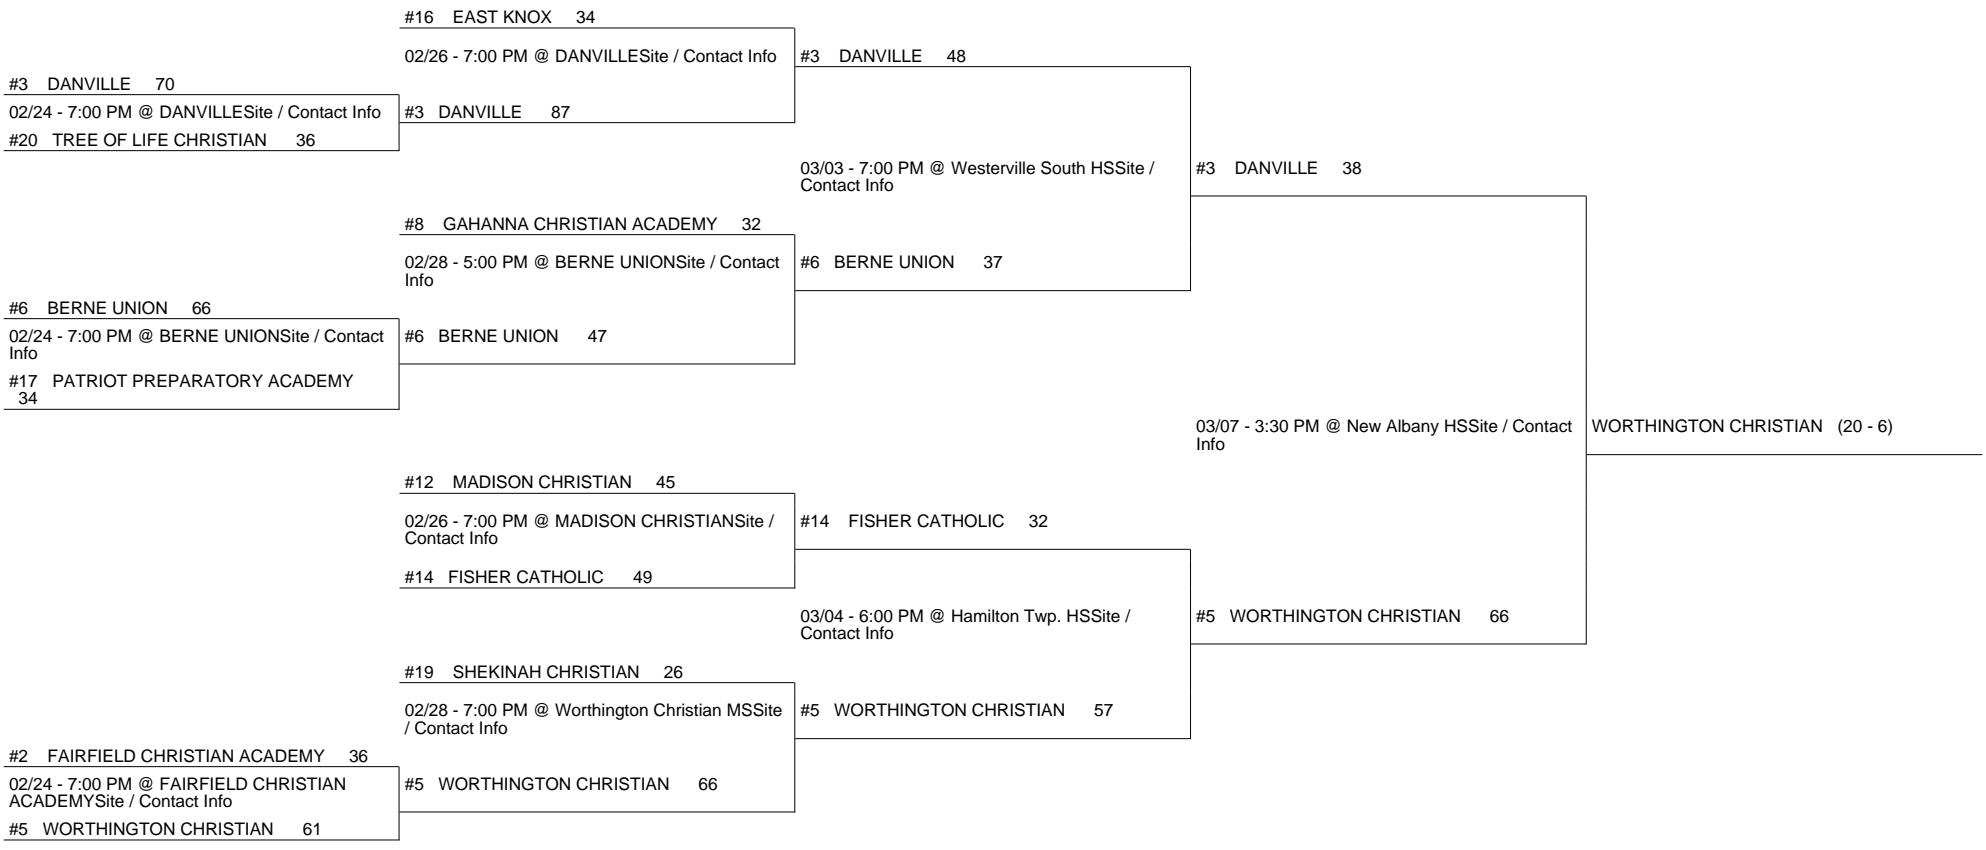 #16 EAST KNOX 34
02/26 - 7:00 PM @ DANVILLESite / Contact Info
#3 DANVILLE 48
#3 DANVILLE 70
02/24 - 7:00 PM @ DANVILLESite / Contact Info
#3 DANVILLE 87
#20 TREE OF LIFE CHRISTIAN 36
03/03 - 7:00 PM @ Westerville South HSSite /
Contact Info
#3 DANVILLE 38
#8 GAHANNA CHRISTIAN ACADEMY 32
02/28 - 5:00 PM @ BERNE UNIONSite / Contact
Info
#6 BERNE UNION 37
#6 BERNE UNION 66
02/24 - 7:00 PM @ BERNE UNIONSite / Contact
Info
#6 BERNE UNION 47
#17 PATRIOT PREPARATORY ACADEMY
34
03/07 - 3:30 PM @ New Albany HSSite / Contact
Info
WORTHINGTON CHRISTIAN (20 - 6)
#12 MADISON CHRISTIAN 45
02/26 - 7:00 PM @ MADISON CHRISTIANSite /
Contact Info
#14 FISHER CATHOLIC 32
#14 FISHER CATHOLIC 49
03/04 - 6:00 PM @ Hamilton Twp. HSSite /
Contact Info
#5 WORTHINGTON CHRISTIAN 66
#19 SHEKINAH CHRISTIAN 26
02/28 - 7:00 PM @ Worthington Christian MSSite
/ Contact Info
#5 WORTHINGTON CHRISTIAN 57
#2 FAIRFIELD CHRISTIAN ACADEMY 36
02/24 - 7:00 PM @ FAIRFIELD CHRISTIAN
ACADEMYSite / Contact Info
#5 WORTHINGTON CHRISTIAN 66
#5 WORTHINGTON CHRISTIAN 61